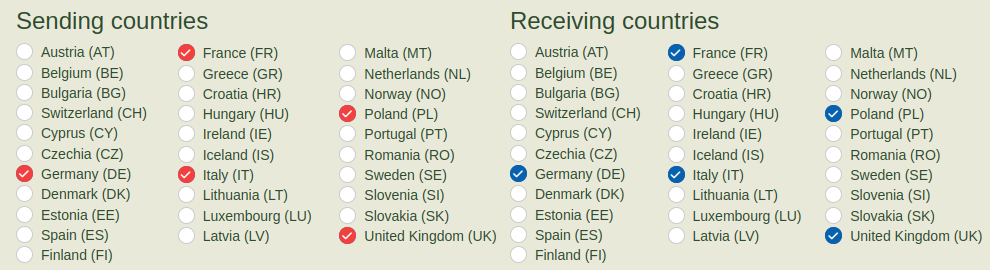 Sending countries
Austria (AT)
Belgium (BE)
Bulgaria (BG)
Switzerland (CH)
Cyprus (CY)
Czechia (CZ)
Germany (DE)
Denmark (DK)
Estonia (EE)
Spain (ES)
Finland (FI)
France (FR)
Greece (GR)
Croatia (HR)
Hungary (HU)
Ireland (IE)
Iceland (IS)
Italy (IT)
Lithuania (LT)
Luxembourg (LU)
Latvia (LV)
Malta (MT)
Netherlands (NL)
Norway (NO)
Poland (PL)
Portugal (PT)
Romania (RO)
Sweden (SE)
Slovenia (SI)
Slovakia (SK)
United Kingdom (UK)
Receiving countries
Austria (AT)
Belgium (BE)
Bulgaria (BG)
Switzerland (CH)
Cyprus (CY)
Czechia (CZ)
Germany (DE)
Denmark (DK)
Estonia (EE)
Spain (ES)
Finland (FI)
France (FR)
Greece (GR)
Croatia (HR)
Hungary (HU)
Ireland (IE)
Iceland (IS)
Italy (IT)
Lithuania (LT)
Luxembourg (LU)
Latvia (LV)
Malta (MT)
Netherlands (NL)
Norway (NO)
Poland (PL)
Portugal (PT)
Romania (RO)
Sweden (SE)
Slovenia (SI)
Slovakia (SK)
United Kingdom (UK)